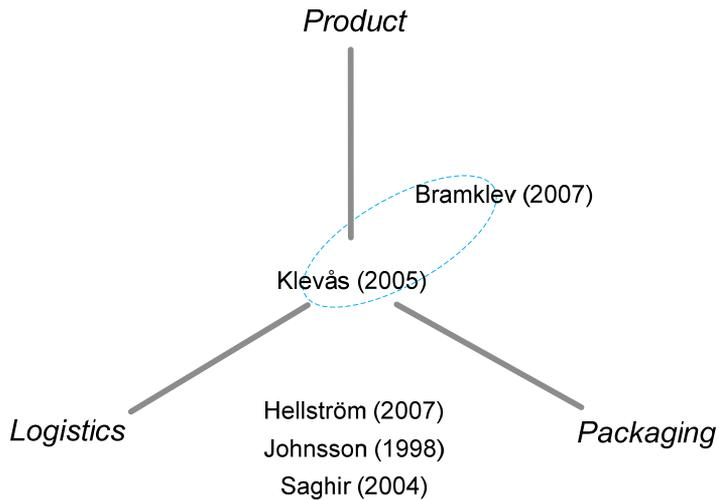 Product
Bramklev (2007)
Klevås (2005)
Hellström (2007)
Logistics
Packaging
Johnsson (1998)
Saghir (2004)